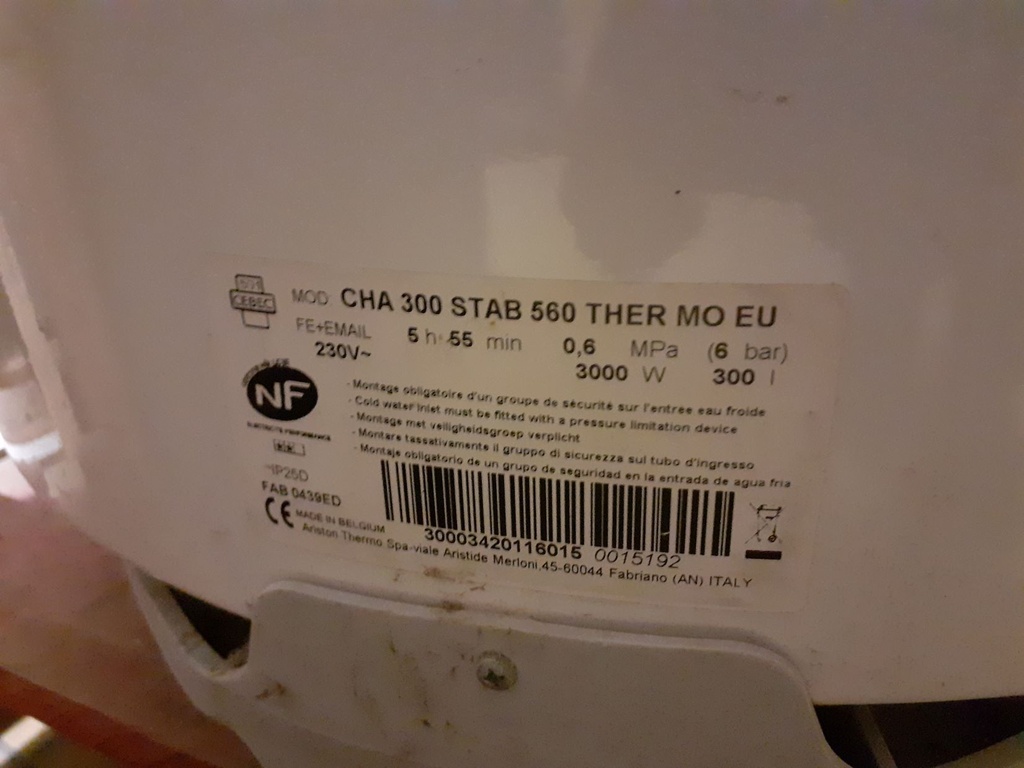 CEBEC
MOD. CHA 300 STAB 560 THER MO EU
FE+EMAIL 5 h 55 min 0,6 MPa (6 bar)
230V~ 3000 W 300 l
NF
ELECTRICITE PERFORMANCE
- Montage obligatoire d'un groupe de sécurité sur l'entree eau froide
- Cold water inlet must be fitted with a pressure limitation device
- Montage met veiligheidsgroep verplicht
- Montare tassativamente il gruppo di sicurezza sul tubo d'ingresso
- Montaje obligatorio de un grupo de seguridad en la entrada de agua fria
IP25D
FAB 0439ED
CE MADE IN BELGIUM
30003420116015 0015192
Ariston Thermo Spa-viale Aristide Merloni,45-60044 Fabriano (AN) ITALY